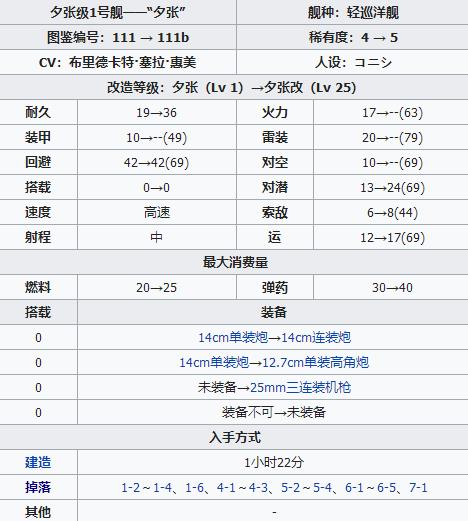 夕张级1号舰——“夕张” 舰种：轻巡洋舰
图鉴编号：111 → 111b 稀有度：4 → 5
CV：布里德卡特·塞拉·惠美 人设：コニシ
改造等级：夕张（Lv 1）→夕张改（Lv 25）
耐久 19→36 火力 17→--(63)
装甲 10→--(49) 雷装 20→--(79)
回避 42→42(69) 对空 10→--(69)
搭载 0→0 对潜 13→24(69)
速度 高速 索敌 6→8(44)
射程 中 运 12→17(69)
最大消费量
燃料 20→25 弹药 30→40
搭载 装备
0 14cm单装炮→14cm连装炮
0 14cm单装炮→12.7cm单装高角炮
0 未装备→25mm三连装机枪
0 装备不可→未装备
入手方式
建造 1小时22分
掉落 1-2～1-4、1-6、4-1～4-3、5-2～5-4、6-1～6-5、7-1
其他 -